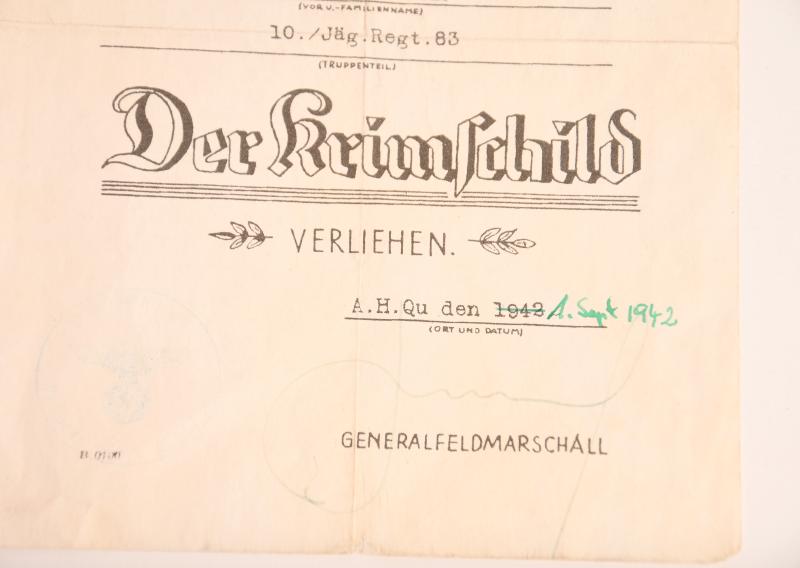 (VOR U.-FAMILIENNAME)
10./Jäg.Regt.83
(TRUPPENTEIL)
Der Krimschild
VERLIEHEN.
A.H.Qu den 1942 1. Sept 1942
(ORT UND DATUM)
GENERALFELDMARSCHALL